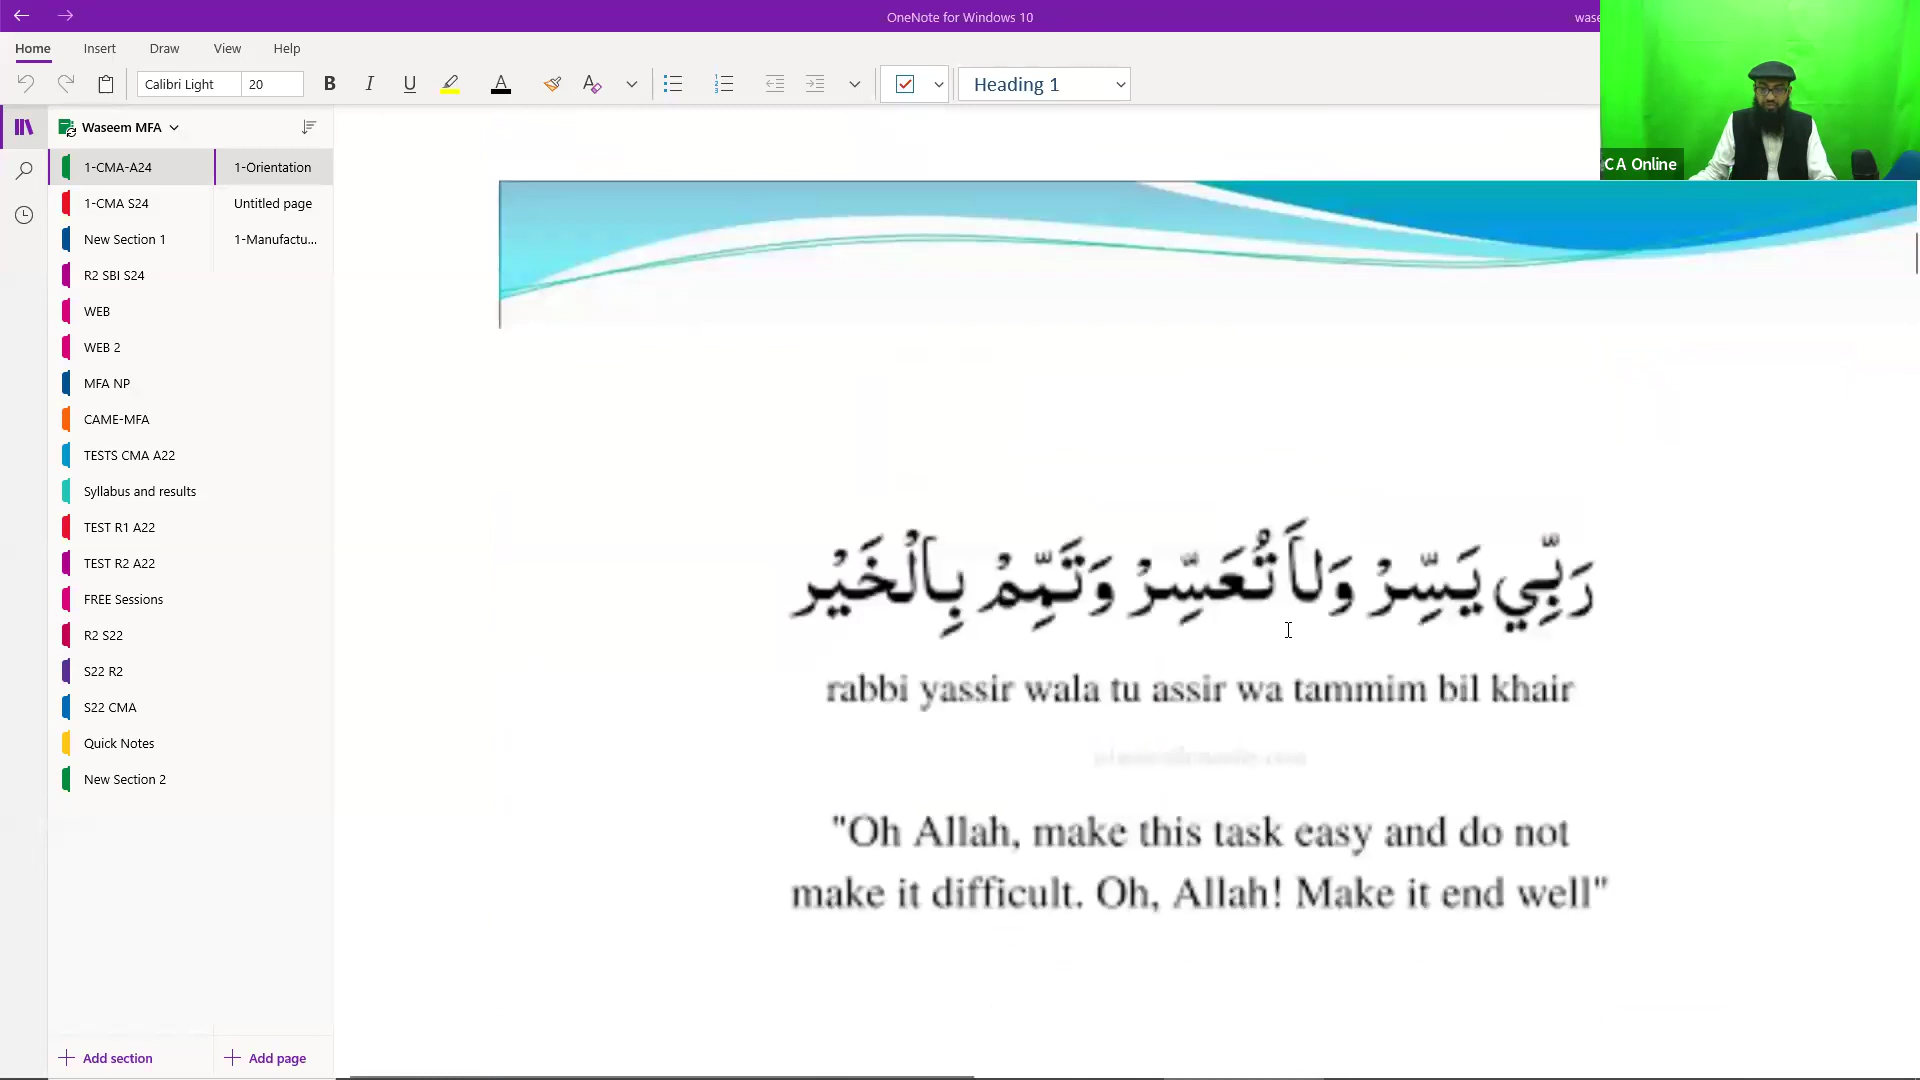 OneNote for Windows 10
wase
Home Insert Draw View Help
Calibri Light 20 B I U A Heading 1
C A Online
Waseem MFA
1-CMA-A24
1-CMA S24
New Section 1
R2 SBI S24
WEB
WEB 2
MFA NP
CAME-MFA
TESTS CMA A22
Syllabus and results
TEST R1 A22
TEST R2 A22
FREE Sessions
R2 S22
S22 R2
S22 CMA
Quick Notes
New Section 2
Add section
1-Orientation
Untitled page
1-Manufactu...
Add page
رَبِّي يَسِّرْ وَلاَ تُعَسِّرْ وَتَمِّمْ بِالْخَيْر
rabbi yassir wala tu assir wa tammim bil khair
"Oh Allah, make this task easy and do not
make it difficult. Oh, Allah! Make it end well"